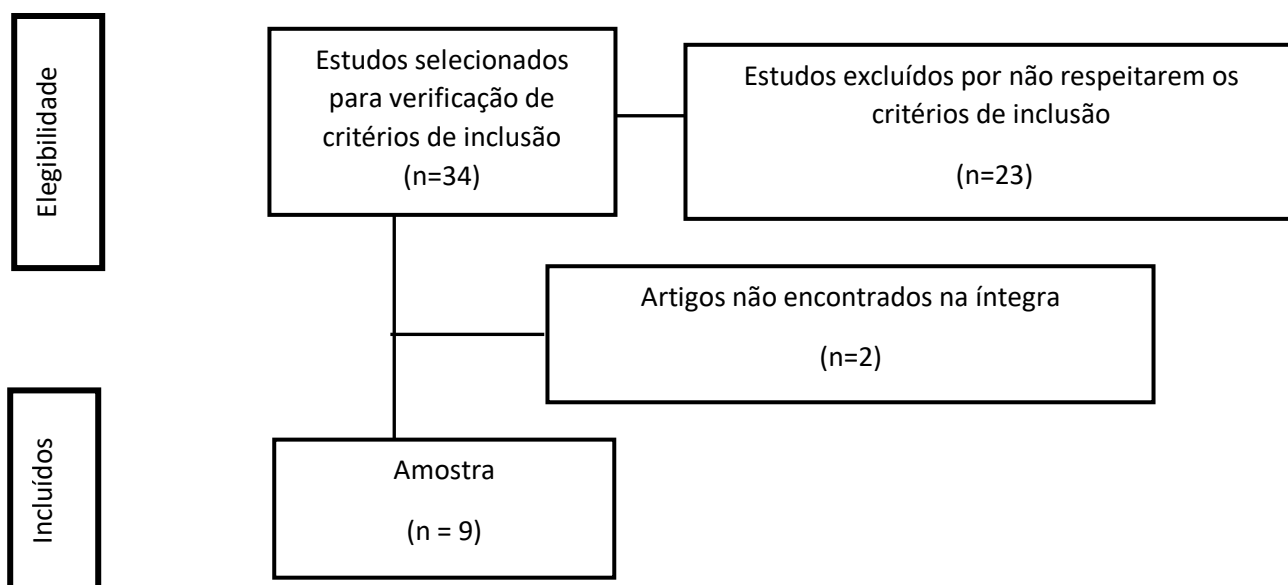 Elegibilidade
Estudos selecionados
para verificação de
critérios de inclusão
(n=34)
Estudos excluídos por não respeitarem os
critérios de inclusão
(n=23)
Artigos não encontrados na íntegra
(n=2)
Incluídos
Amostra
(n = 9)